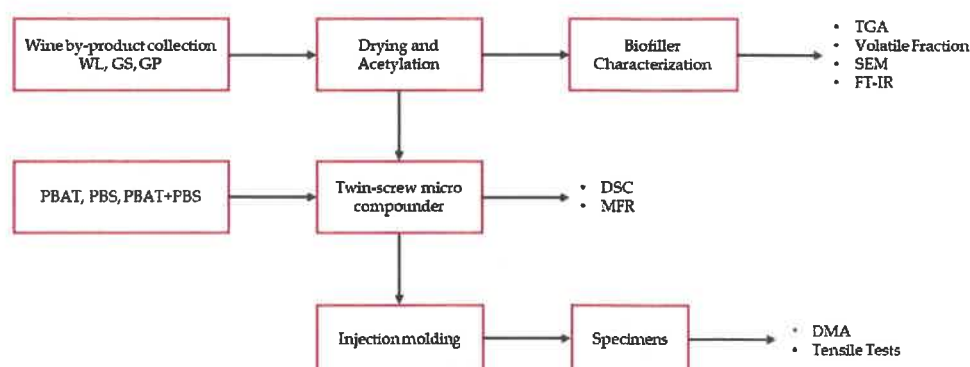 Wine by-product collection
WL, GS, GP
Drying and
Acetylation
Biofiller
Characterization
• TGA
• Volatile Fraction
• SEM
• FT-IR
PBAT, PBS, PBAT+PBS
Twin-screw micro
compounder
• DSC
• MFR
Injection molding
Specimens
• DMA
• Tensile Tests